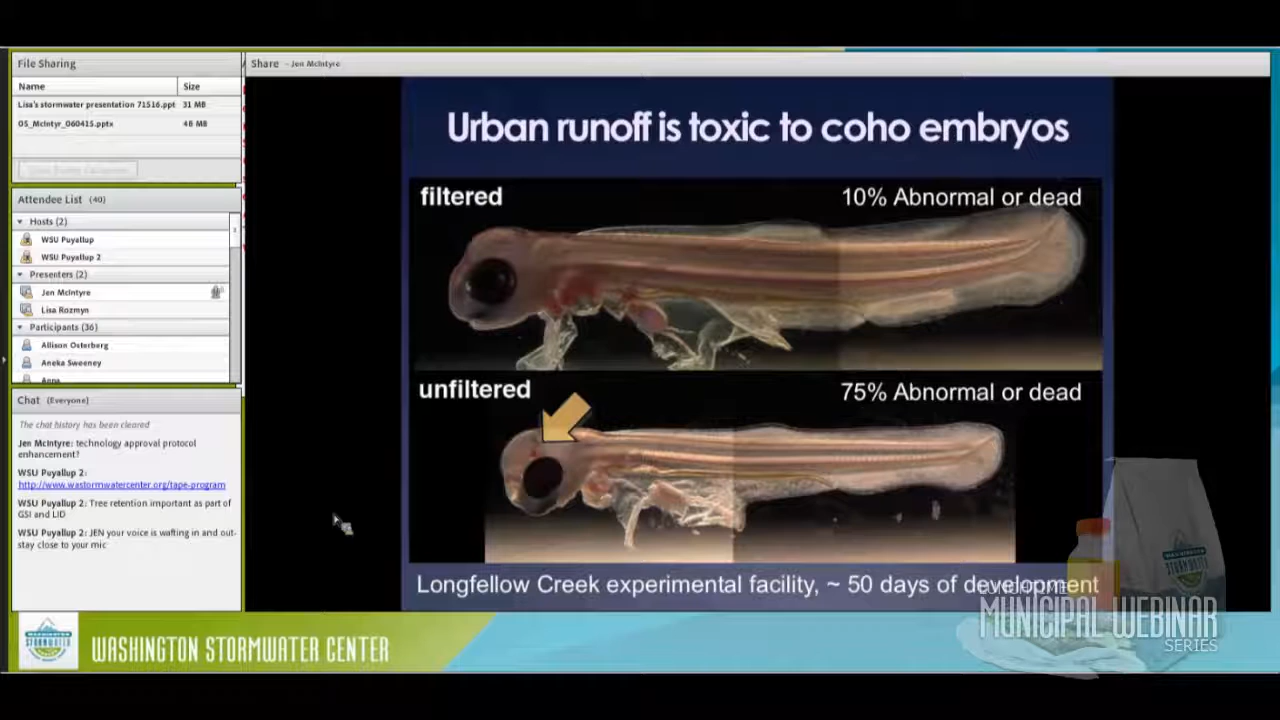 File Sharing
Name Size
Lisa's stormwater presentation 71516.ppt 31 MB
05_McIntyr_060415.pptx 48 MB
Attendee List (40)
Hosts (2)
WSU Puyallup
WSU Puyallup 2
Presenters (2)
Jen McIntyre
Lisa Rozmyn
Participants (36)
Allison Osterberg
Aneka Sweeney
Anna
Chat (Everyone)
The chat history has been cleared
Jen McIntyre: technology approval protocol
enhancement?
WSU Puyallup 2:
http://www.wastormwatercenter.org/tape-program
WSU Puyallup 2: Tree retention important as part of
GSI and LID
WSU Puyallup 2: JEN your voice is wafting in and out-
stay close to your mic
Share - Jen McIntyre
Urban runoff is toxic to coho embryos
filtered 10% Abnormal or dead
unfiltered 75% Abnormal or dead
Longfellow Creek experimental facility, ~ 50 days of development
WASHINGTON
STORMWATER
WASHINGTON STORMWATER CENTER
LUNCHTIME
MUNICIPAL WEBINAR
SERIES